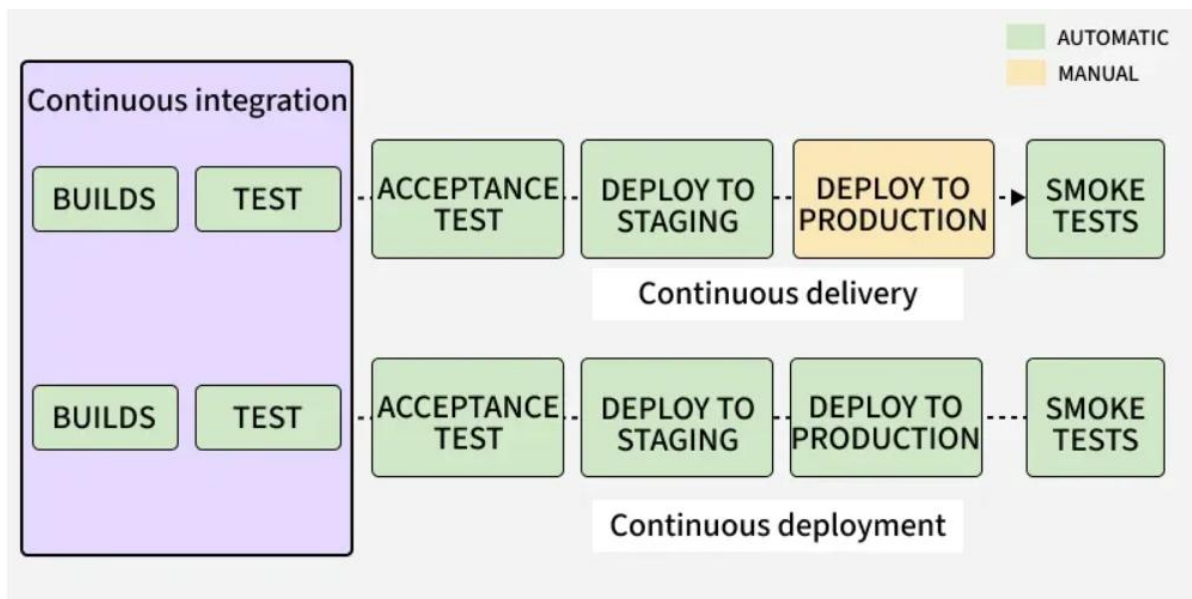 AUTOMATIC
MANUAL
Continuous integration
BUILDS
TEST
ACCEPTANCE
TEST
DEPLOY TO
STAGING
DEPLOY TO
PRODUCTION
SMOKE
TESTS
Continuous delivery
BUILDS
TEST
ACCEPTANCE
TEST
DEPLOY TO
STAGING
DEPLOY TO
PRODUCTION
SMOKE
TESTS
Continuous deployment